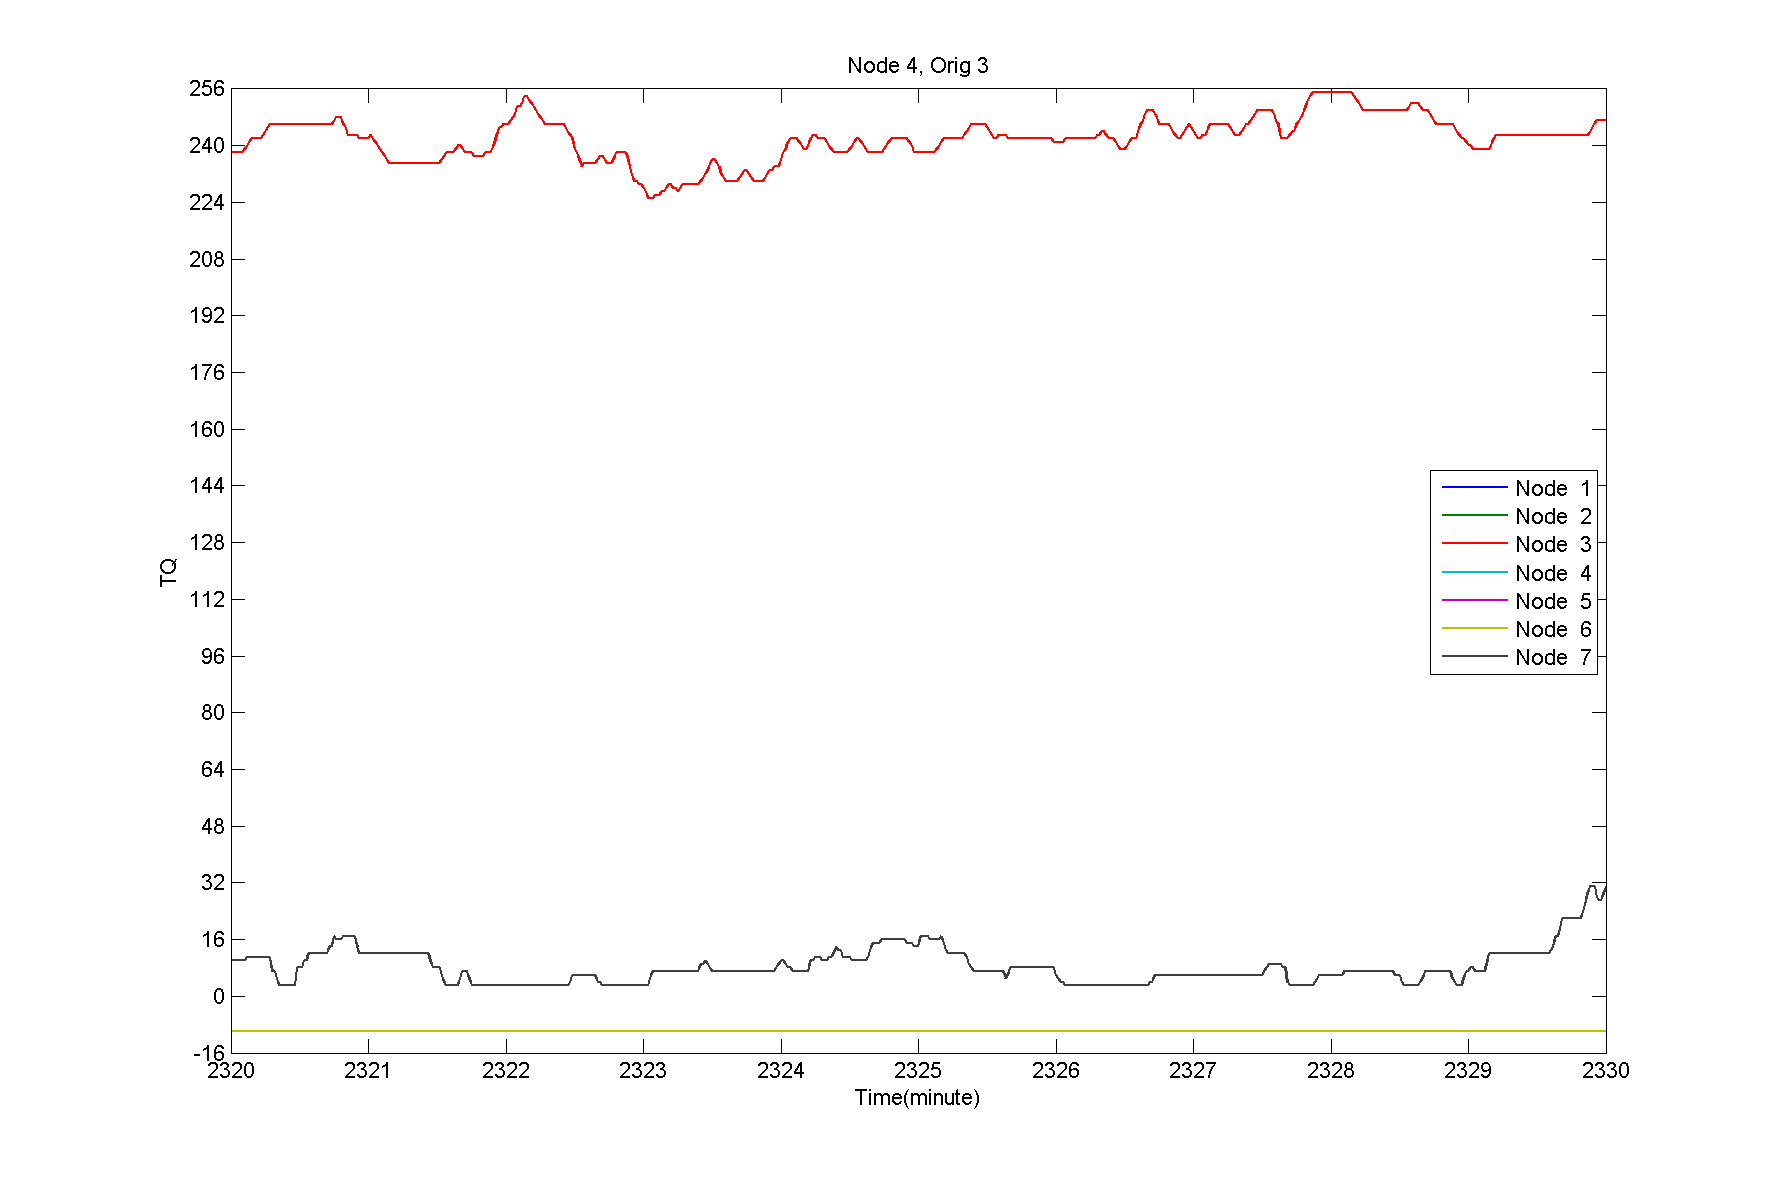 Node 4, Orig 3
256
240
224
208
192
176
160
144
128
112
96
80
64
48
32
16
0
-16
TQ
Node 1
Node 2
Node 3
Node 4
Node 5
Node 6
Node 7
2320 2321 2322 2323 2324 2325 2326 2327 2328 2329 2330
Time(minute)